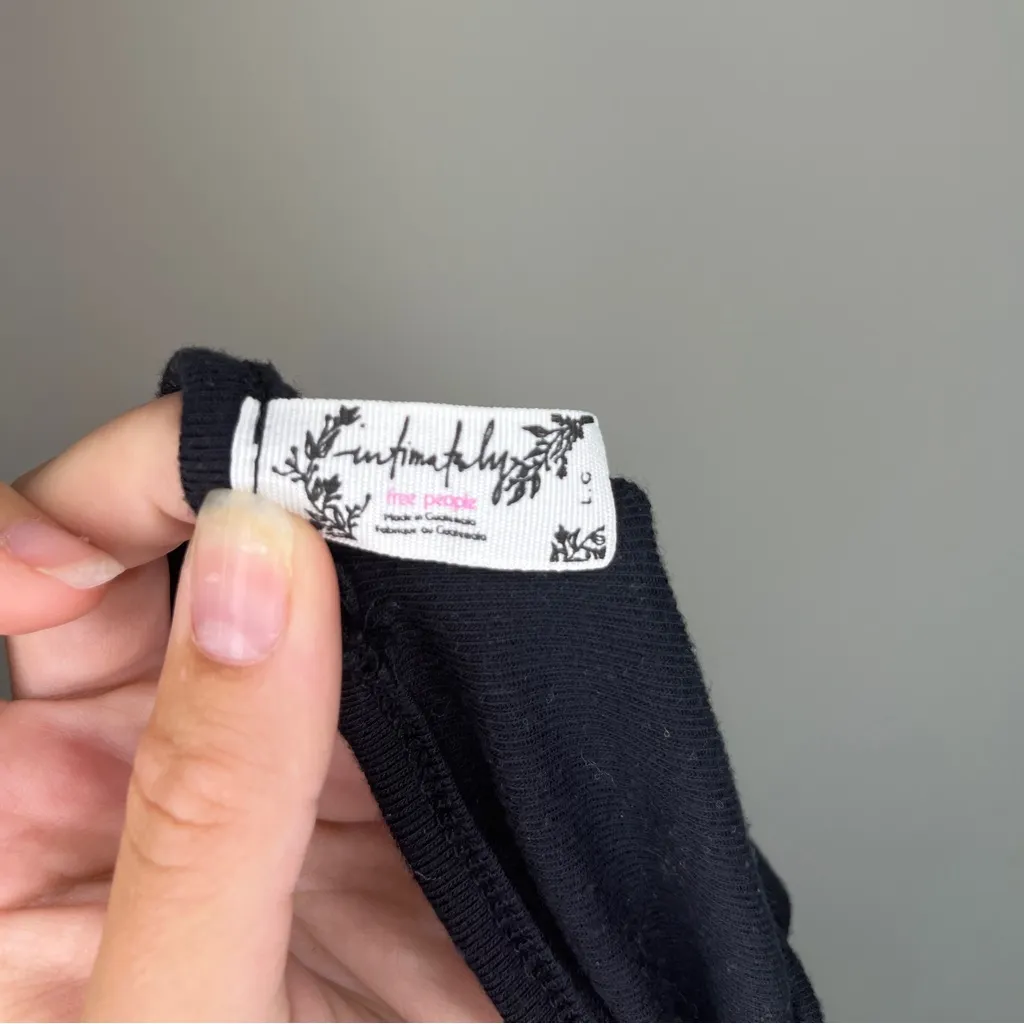 intimately
free people
Made in Guatemala
Fabriqué au Guatemala
L.G